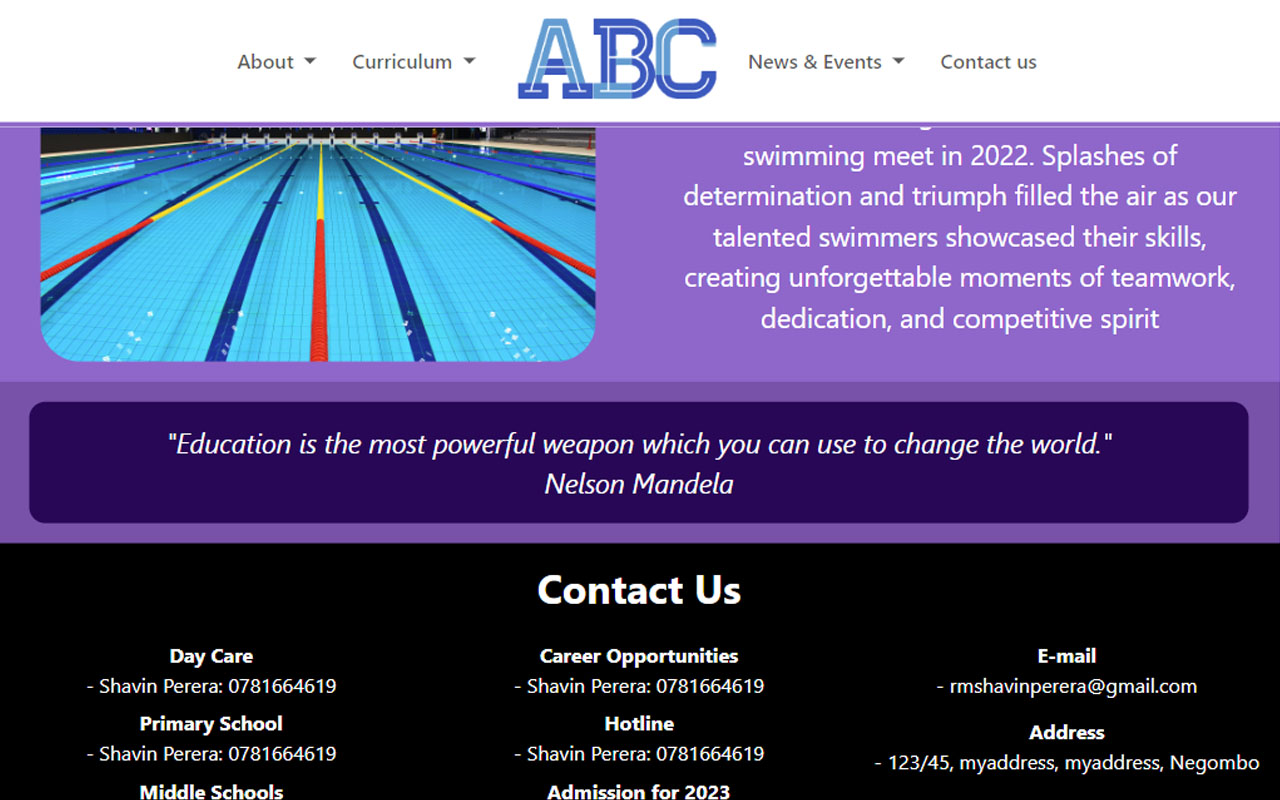 About
Curriculum
ABC
News & Events
Contact us
swimming meet in 2022. Splashes of
determination and triumph filled the air as our
talented swimmers showcased their skills,
creating unforgettable moments of teamwork,
dedication, and competitive spirit
"Education is the most powerful weapon which you can use to change the world."
Nelson Mandela
Contact Us
Day Care
- Shavin Perera: 0781664619
Primary School
- Shavin Perera: 0781664619
Middle Schools
Career Opportunities
- Shavin Perera: 0781664619
Hotline
- Shavin Perera: 0781664619
Admission for 2023
E-mail
- rmshavinperera@gmail.com
Address
- 123/45, myaddress, myaddress, Negombo